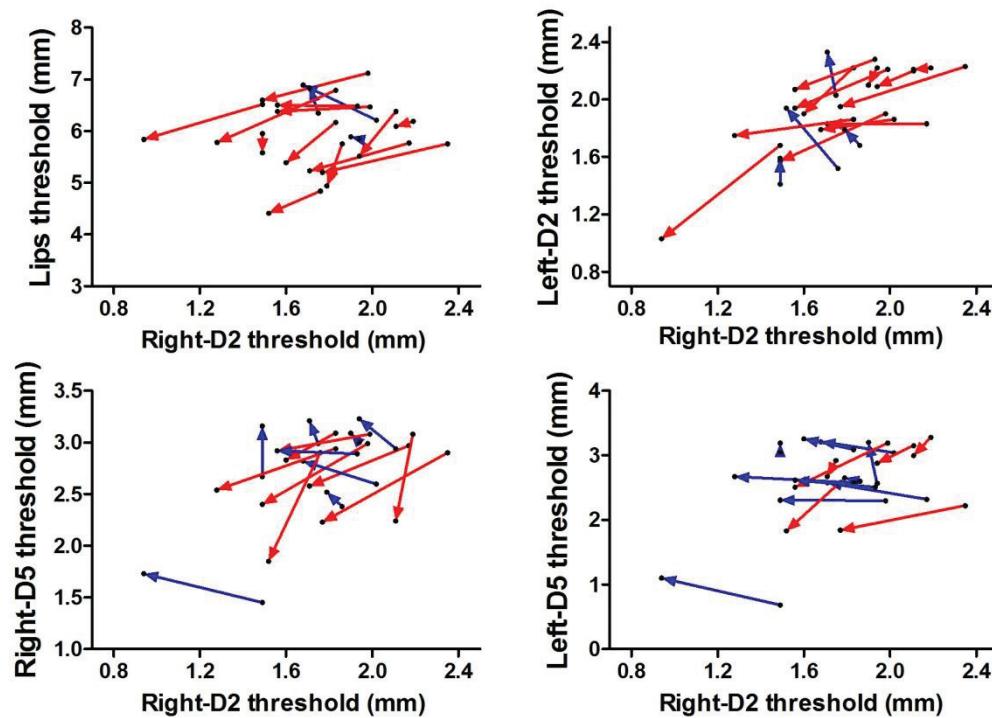 Lips threshold (mm)
8
7
6
5
4
3
0.8 1.2 1.6 2.0 2.4
Right-D2 threshold (mm)
Left-D2 threshold (mm)
2.4
2.0
1.6
1.2
0.8
0.8 1.2 1.6 2.0 2.4
Right-D2 threshold (mm)
Right-D5 threshold (mm)
3.5
3.0
2.5
2.0
1.5
1.0
0.8 1.2 1.6 2.0 2.4
Right-D2 threshold (mm)
Left-D5 threshold (mm)
4
3
2
1
0
0.8 1.2 1.6 2.0 2.4
Right-D2 threshold (mm)